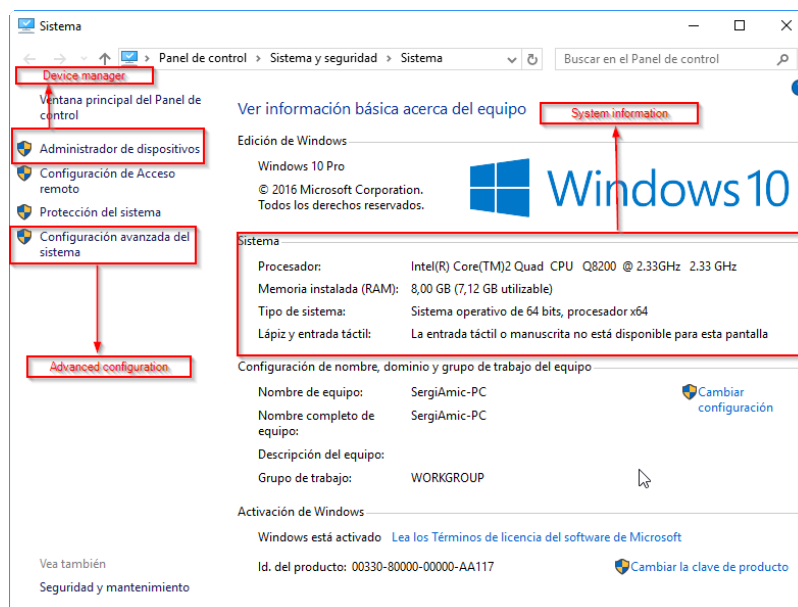 Sistema
Panel de control > Sistema y seguridad > Sistema
Buscar en el Panel de control
Device manager
Ventana principal del Panel de
control
Ver información básica acerca del equipo
System information
Edición de Windows
Administrador de dispositivos
Windows 10 Pro
Configuración de Acceso
remoto
© 2016 Microsoft Corporation.
Todos los derechos reservados.
Windows 10
Protección del sistema
Configuración avanzada del
sistema
Sistema
Procesador: Intel(R) Core(TM)2 Quad CPU Q8200 @ 2.33GHz 2.33 GHz
Memoria instalada (RAM): 8,00 GB (7,12 GB utilizable)
Tipo de sistema: Sistema operativo de 64 bits, procesador x64
Lápiz y entrada táctil: La entrada táctil o manuscrita no está disponible para esta pantalla
Advanced configuration
Configuración de nombre, dominio y grupo de trabajo del equipo
Nombre de equipo: SergiAmic-PC
Cambiar
configuración
Nombre completo de
equipo:
SergiAmic-PC
Descripción del equipo:
Grupo de trabajo: WORKGROUP
Activación de Windows
Windows está activado Lea los Términos de licencia del software de Microsoft
Id. del producto: 00330-80000-00000-AA117
Cambiar la clave de producto
Vea también
Seguridad y mantenimiento